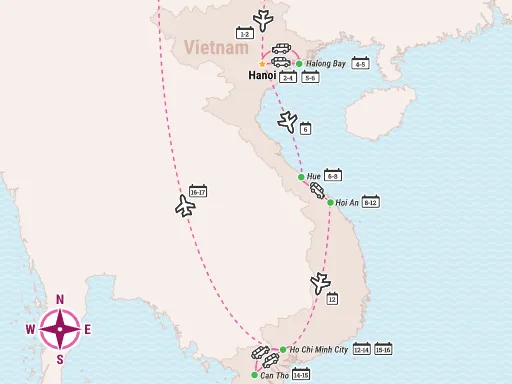 1-2
Vietnam
Halong Bay 4-5
Hanoi 2-4 5-6
6
Hue 6-8
16-17
Hoi An 8-12
12
N
W E
S
Ho Chi Minh City 12-14 15-16
Can Tho 14-15